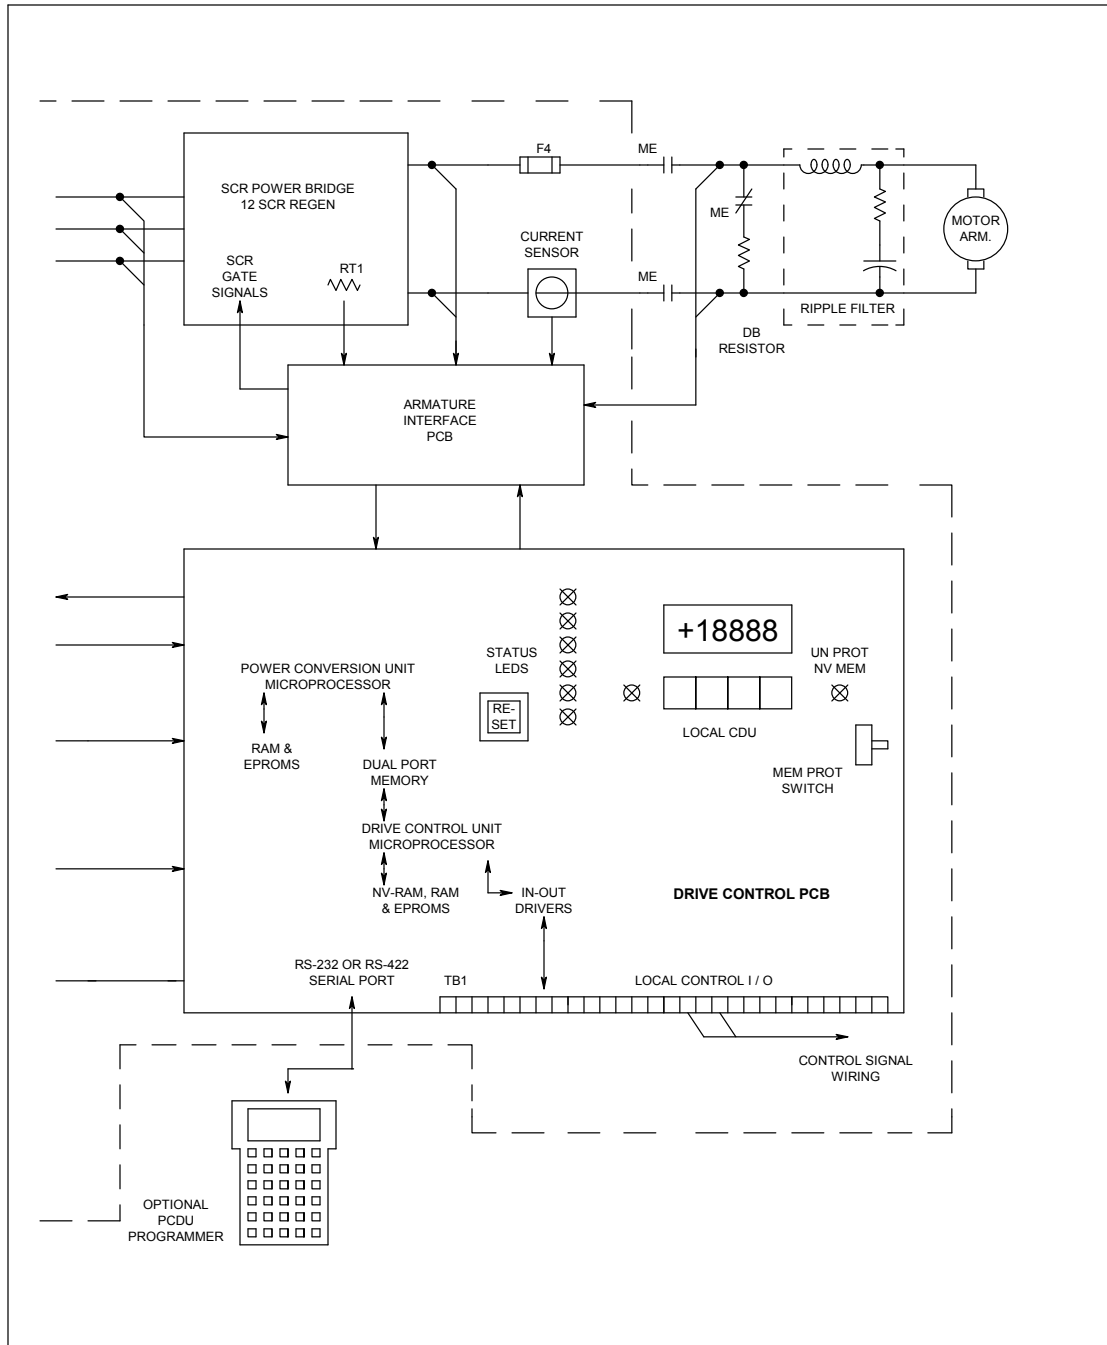 F4
ME
SCR POWER BRIDGE
12 SCR REGEN
ME
MOTOR
ARM.
CURRENT
SENSOR
SCR
GATE
SIGNALS
RT1
ME
RIPPLE FILTER
DB
RESISTOR
ARMATURE
INTERFACE
PCB
+18888
STATUS
LEDS
UN PROT
NV MEM
POWER CONVERSION UNIT
MICROPROCESSOR
RE-
SET
LOCAL CDU
RAM &
EPROMS
DUAL PORT
MEMORY
MEM PROT
SWITCH
DRIVE CONTROL UNIT
MICROPROCESSOR
NV-RAM, RAM
& EPROMS
IN-OUT
DRIVERS
DRIVE CONTROL PCB
RS-232 OR RS-422
SERIAL PORT
TB1
LOCAL CONTROL I / O
CONTROL SIGNAL
WIRING
OPTIONAL
PCDU
PROGRAMMER